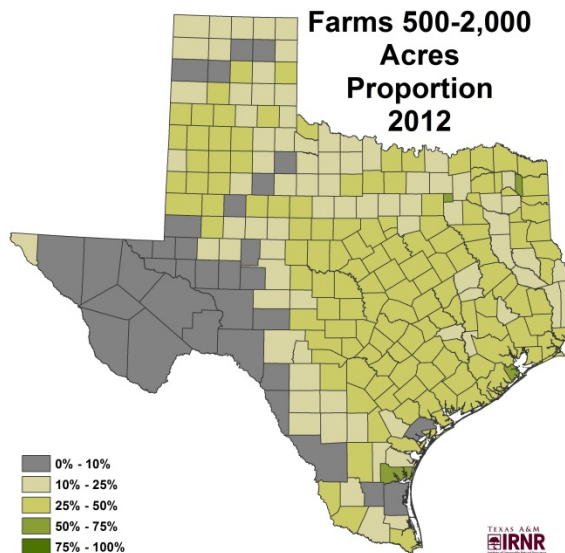 Farms 500-2,000
Acres
Proportion
2012
0% - 10%
10% - 25%
25% - 50%
50% - 75%
75% - 100%
TEXAS A&M
IRNR